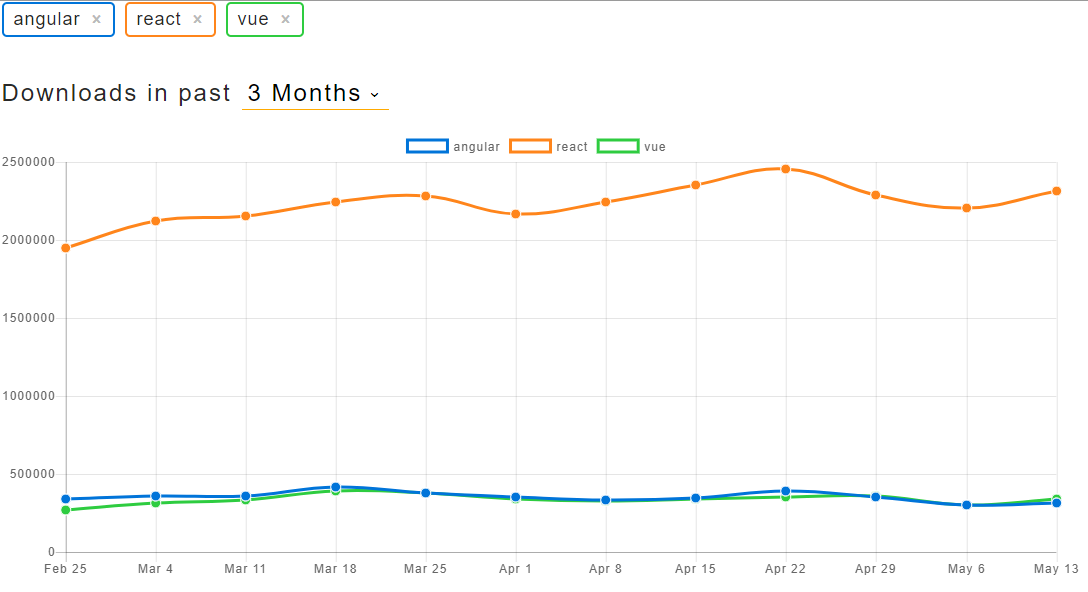 angular × react × vue ×
Downloads in past 3 Months
angular react vue
2500000
2000000
1500000
1000000
500000
0
Feb 25 Mar 4 Mar 11 Mar 18 Mar 25 Apr 1 Apr 8 Apr 15 Apr 22 Apr 29 May 6 May 13